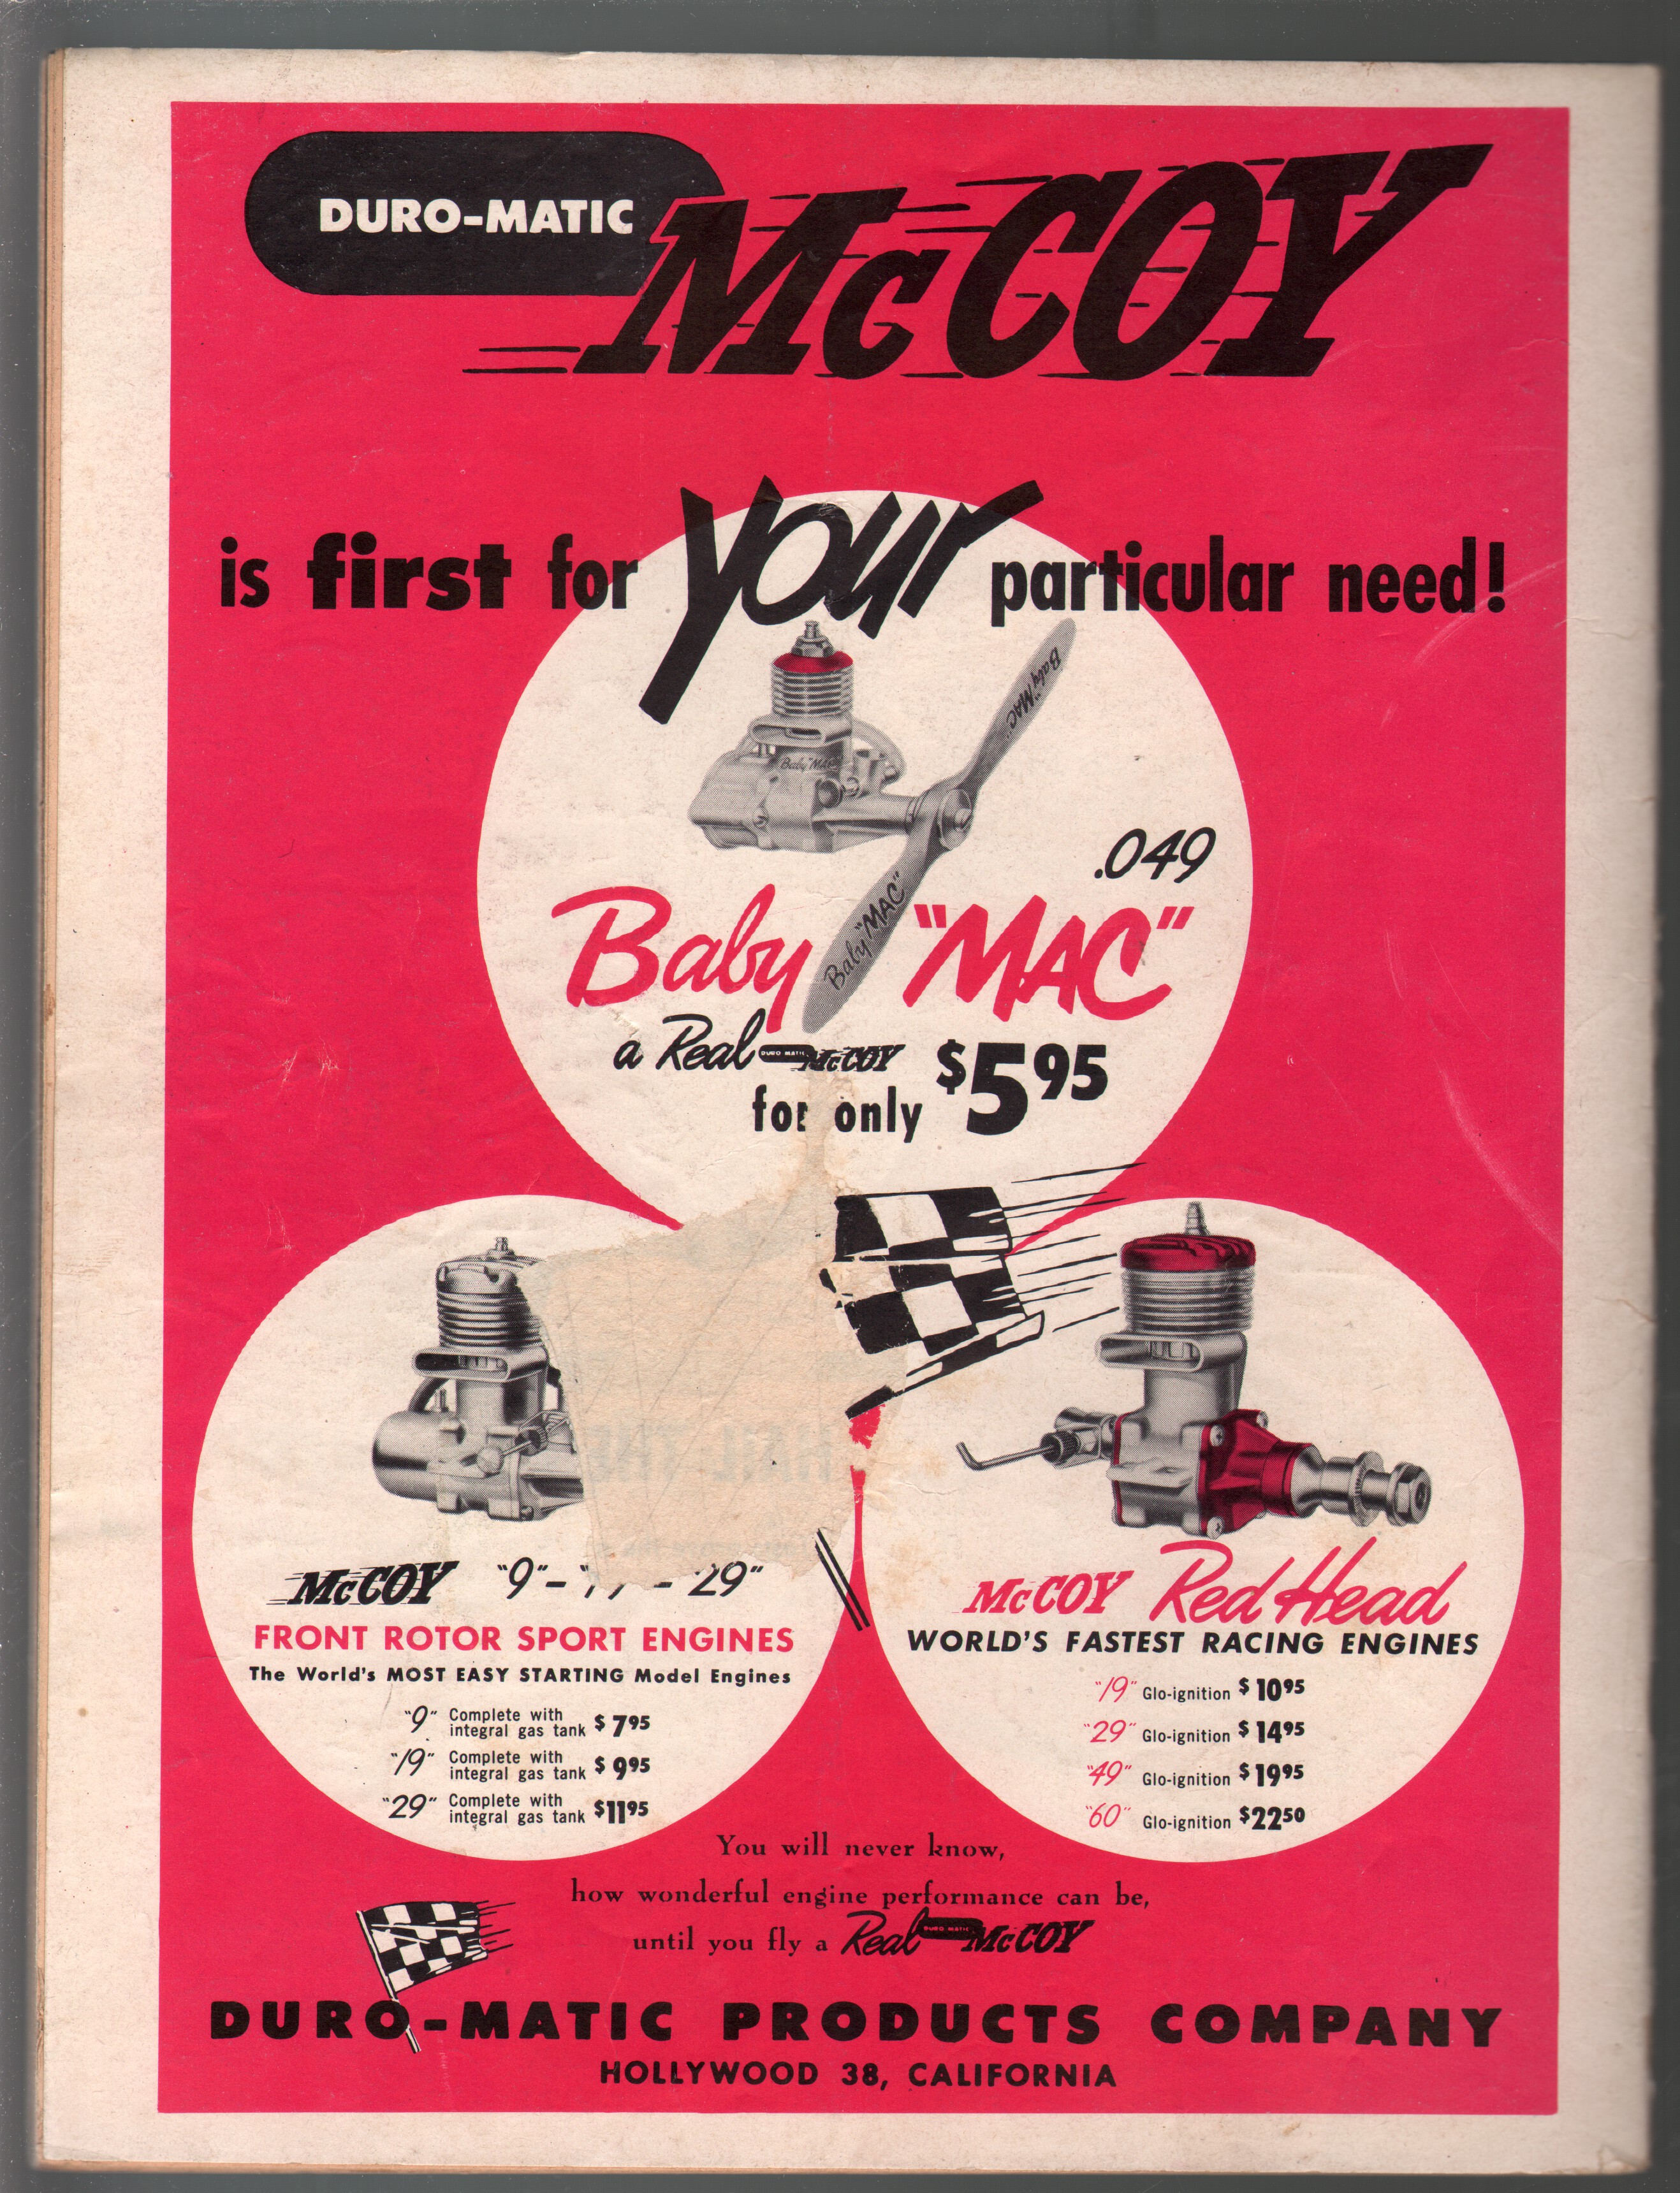 DURO-MATIC McCOY
is first for your particular need!
Baby "MAC"
Baby "MAC"
Baby "MAC"
.049
Baby "MAC"
a Real DURO MATIC McCOY
for only $5 95
McCOY "9" - - "29"
FRONT ROTOR SPORT ENGINES
The World's MOST EASY STARTING Model Engines
"9" Complete with
integral gas tank $ 7 95
"19" Complete with
integral gas tank $ 9 95
"29" Complete with
integral gas tank $11 95
McCOY Red Head
WORLD'S FASTEST RACING ENGINES
"19" Glo-ignition $ 10 95
"29" Glo-ignition $ 14 95
"49" Glo-ignition $ 19 95
"60" Glo-ignition $22 50
You will never know,
how wonderful engine performance can be,
until you fly a Real DURO MATIC McCOY
DURO-MATIC PRODUCTS COMPANY
HOLLYWOOD 38, CALIFORNIA